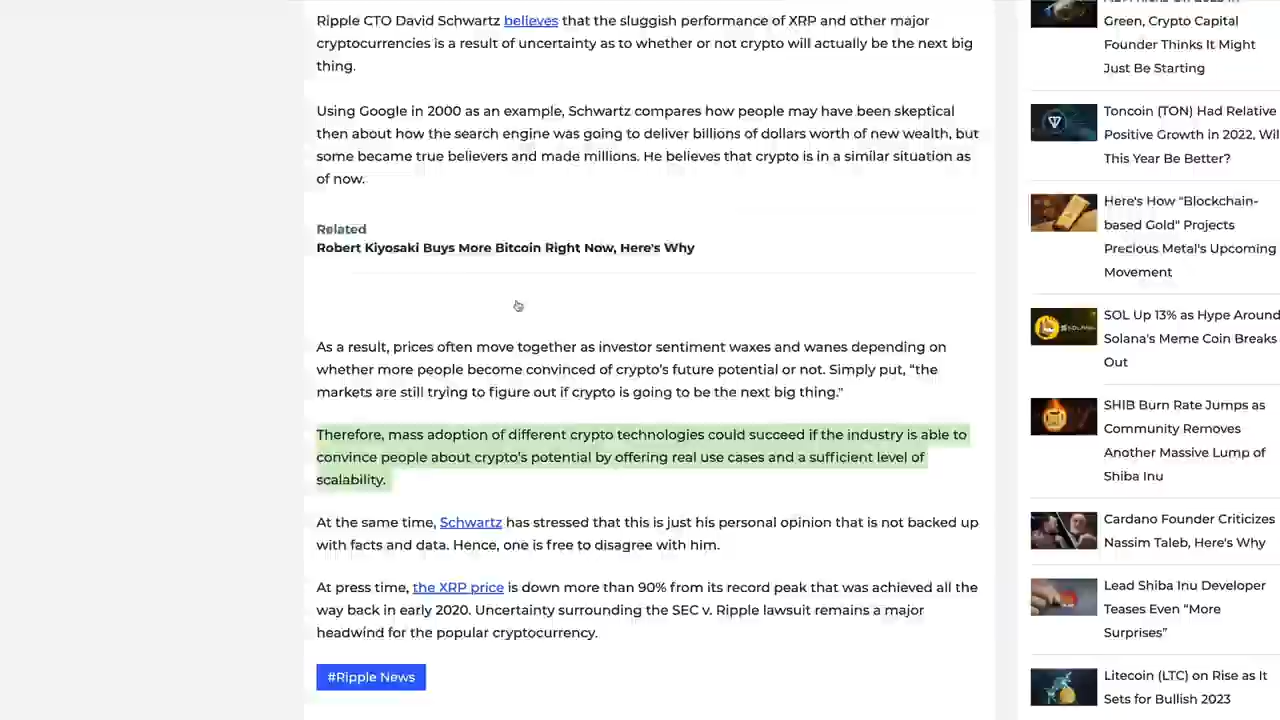 Ripple CTO David Schwartz believes that the sluggish performance of XRP and other major
cryptocurrencies is a result of uncertainty as to whether or not crypto will actually be the next big
thing.
Using Google in 2000 as an example, Schwartz compares how people may have been skeptical
then about how the search engine was going to deliver billions of dollars worth of new wealth, but
some became true believers and made millions. He believes that crypto is in a similar situation as
of now.
Related
Robert Kiyosaki Buys More Bitcoin Right Now, Here's Why
As a result, prices often move together as investor sentiment waxes and wanes depending on
whether more people become convinced of crypto's future potential or not. Simply put, "the
markets are still trying to figure out if crypto is going to be the next big thing."
Therefore, mass adoption of different crypto technologies could succeed if the industry is able to
convince people about crypto's potential by offering real use cases and a sufficient level of
scalability.
At the same time, Schwartz has stressed that this is just his personal opinion that is not backed up
with facts and data. Hence, one is free to disagree with him.
At press time, the XRP price is down more than 90% from its record peak that was achieved all the
way back in early 2020. Uncertainty surrounding the SEC v. Ripple lawsuit remains a major
headwind for the popular cryptocurrency.
#Ripple News
Green, Crypto Capital
Founder Thinks It Might
Just Be Starting
Toncoin (TON) Had Relative
Positive Growth in 2022, Wil
This Year Be Better?
Here's How "Blockchain-
based Gold" Projects
Precious Metal's Upcoming
Movement
SOL Up 13% as Hype Around
Solana's Meme Coin Breaks
Out
SHIB Burn Rate Jumps as
Community Removes
Another Massive Lump of
Shiba Inu
Cardano Founder Criticizes
Nassim Taleb, Here's Why
Lead Shiba Inu Developer
Teases Even "More
Surprises"
Litecoin (LTC) on Rise as It
Sets for Bullish 2023